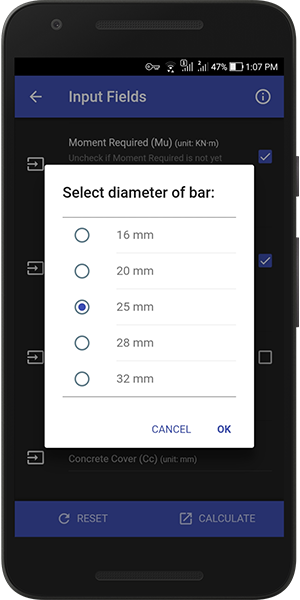 47% 1:07 PM
Input Fields
Moment Required (Mu) (unit: KN·m)
Uncheck if Moment Required is not yet
Select diameter of bar:
16 mm
20 mm
25 mm
28 mm
32 mm
CANCEL OK
Concrete Cover (Cc) (unit: mm)
RESET CALCULATE